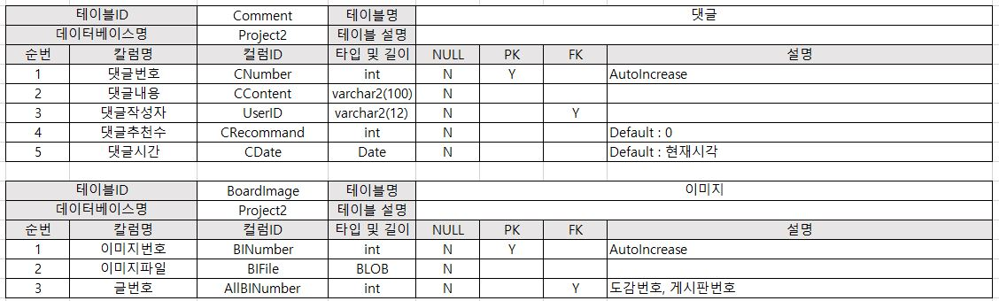 테이블ID Comment 테이블명 댓글
데이터베이스명 Project2 테이블 설명
순번 칼럼명 컬럼ID 타입 및 길이 NULL PK FK 설명
1 댓글번호 CNumber int N Y AutoIncrease
2 댓글내용 CContent varchar2(100) N
3 댓글작성자 UserID varchar2(12) N Y
4 댓글추천수 CRecommand int N Default : 0
5 댓글시간 CDate Date N Default : 현재시각
테이블ID BoardImage 테이블명 이미지
데이터베이스명 Project2 테이블 설명
순번 칼럼명 컬럼ID 타입 및 길이 NULL PK FK 설명
1 이미지번호 BINumber int N Y AutoIncrease
2 이미지파일 BIFile BLOB N
3 글번호 AllBINumber int N Y 도감번호, 게시판번호